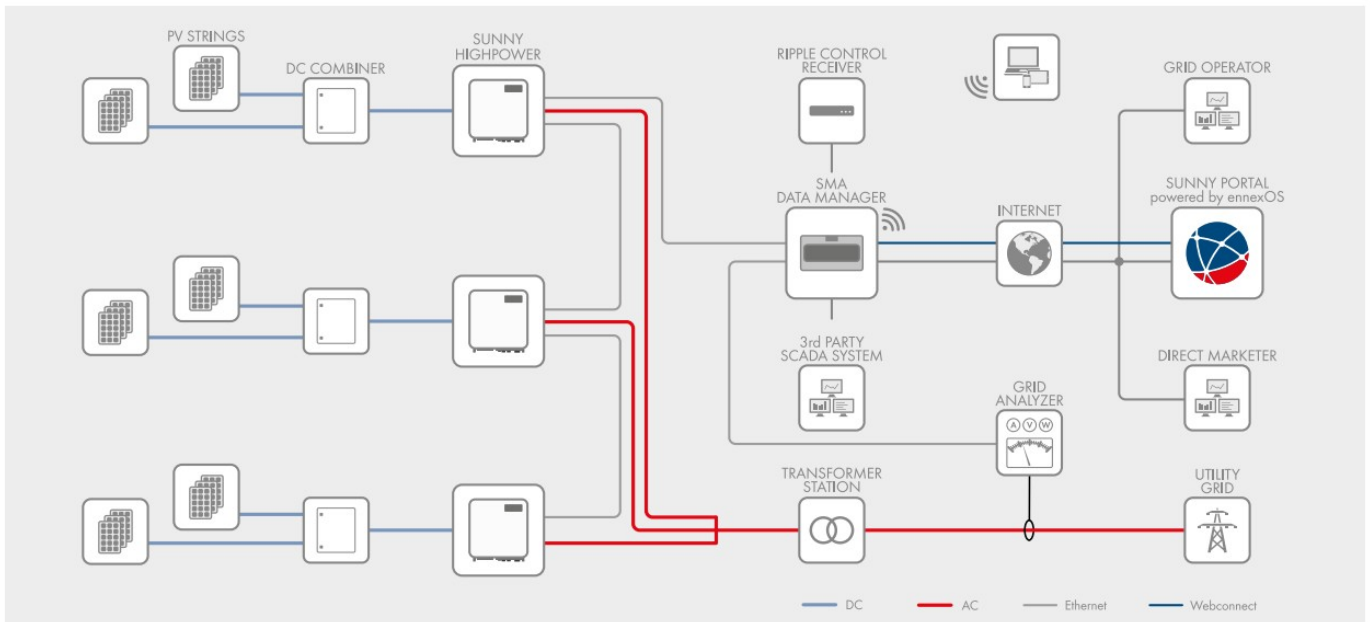 PV STRINGS
DC COMBINER
SUNNY
HIGHPOWER
RIPPLE CONTROL
RECEIVER
GRID OPERATOR
SMA
DATA MANAGER
INTERNET
SUNNY PORTAL
powered by ennexOS
3rd PARTY
SCADA SYSTEM
DIRECT MARKETER
GRID
ANALYZER
A V W
TRANSFORMER
STATION
UTILITY
GRID
DC
AC
Ethernet
Webconnect